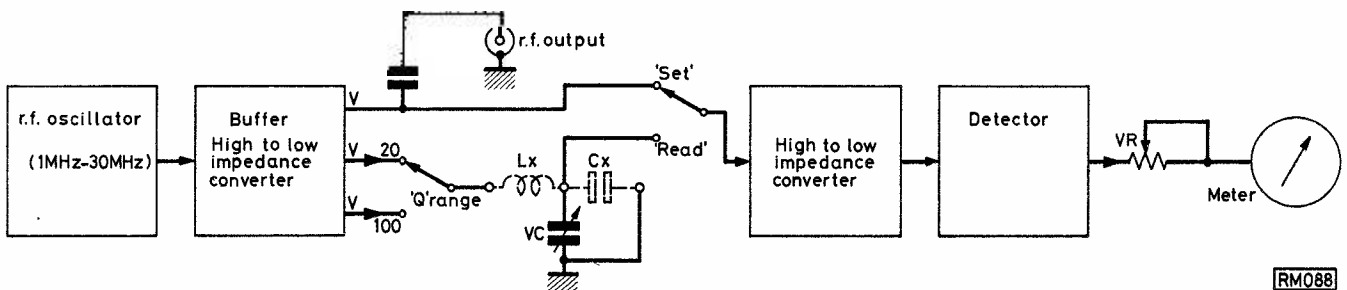 r.f. output
r.f. oscillator
(1MHz-30MHz)
Buffer
High to low
impedance
converter
V
V
20
V
100
'Q'range
Lx
Cx
VC
'Set'
'Read'
High to low
impedance
converter
Detector
VR
Meter
RM088